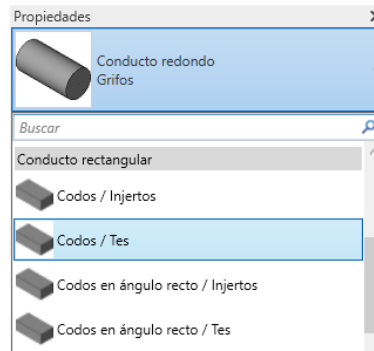 Propiedades
Conducto redondo
Grifos
Buscar
Conducto rectangular
Codos / Injertos
Codos / Tes
Codos en ángulo recto / Injertos
Codos en ángulo recto / Tes